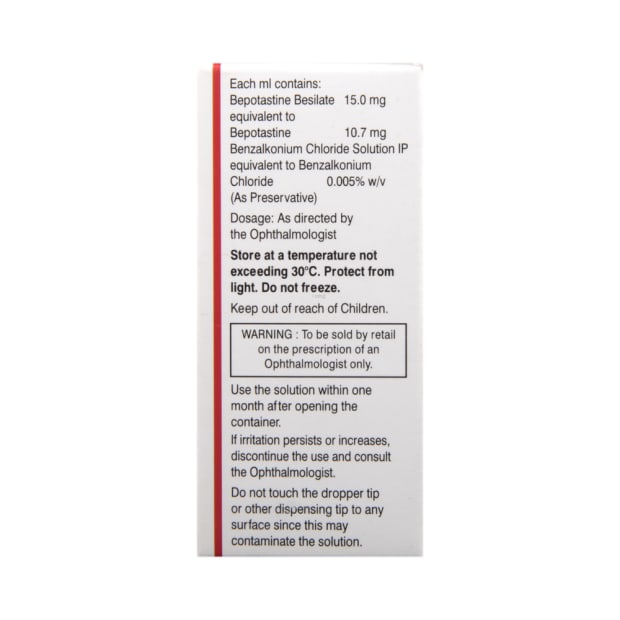 Each ml contains:
Bepotastine Besilate 15.0 mg
equivalent to
Bepotastine 10.7 mg
Benzalkonium Chloride Solution IP
equivalent to Benzalkonium
Chloride 0.005% w/v
(As Preservative)
Dosage: As directed by
the Ophthalmologist
Store at a temperature not
exceeding 30°C. Protect from
light. Do not freeze.
Keep out of reach of Children.
WARNING : To be sold by retail
on the prescription of an
Ophthalmologist only.
Use the solution within one
month after opening the
container.
If irritation persists or increases,
discontinue the use and consult
the Ophthalmologist.
Do not touch the dropper tip
or other dispensing tip to any
surface since this may
contaminate the solution.